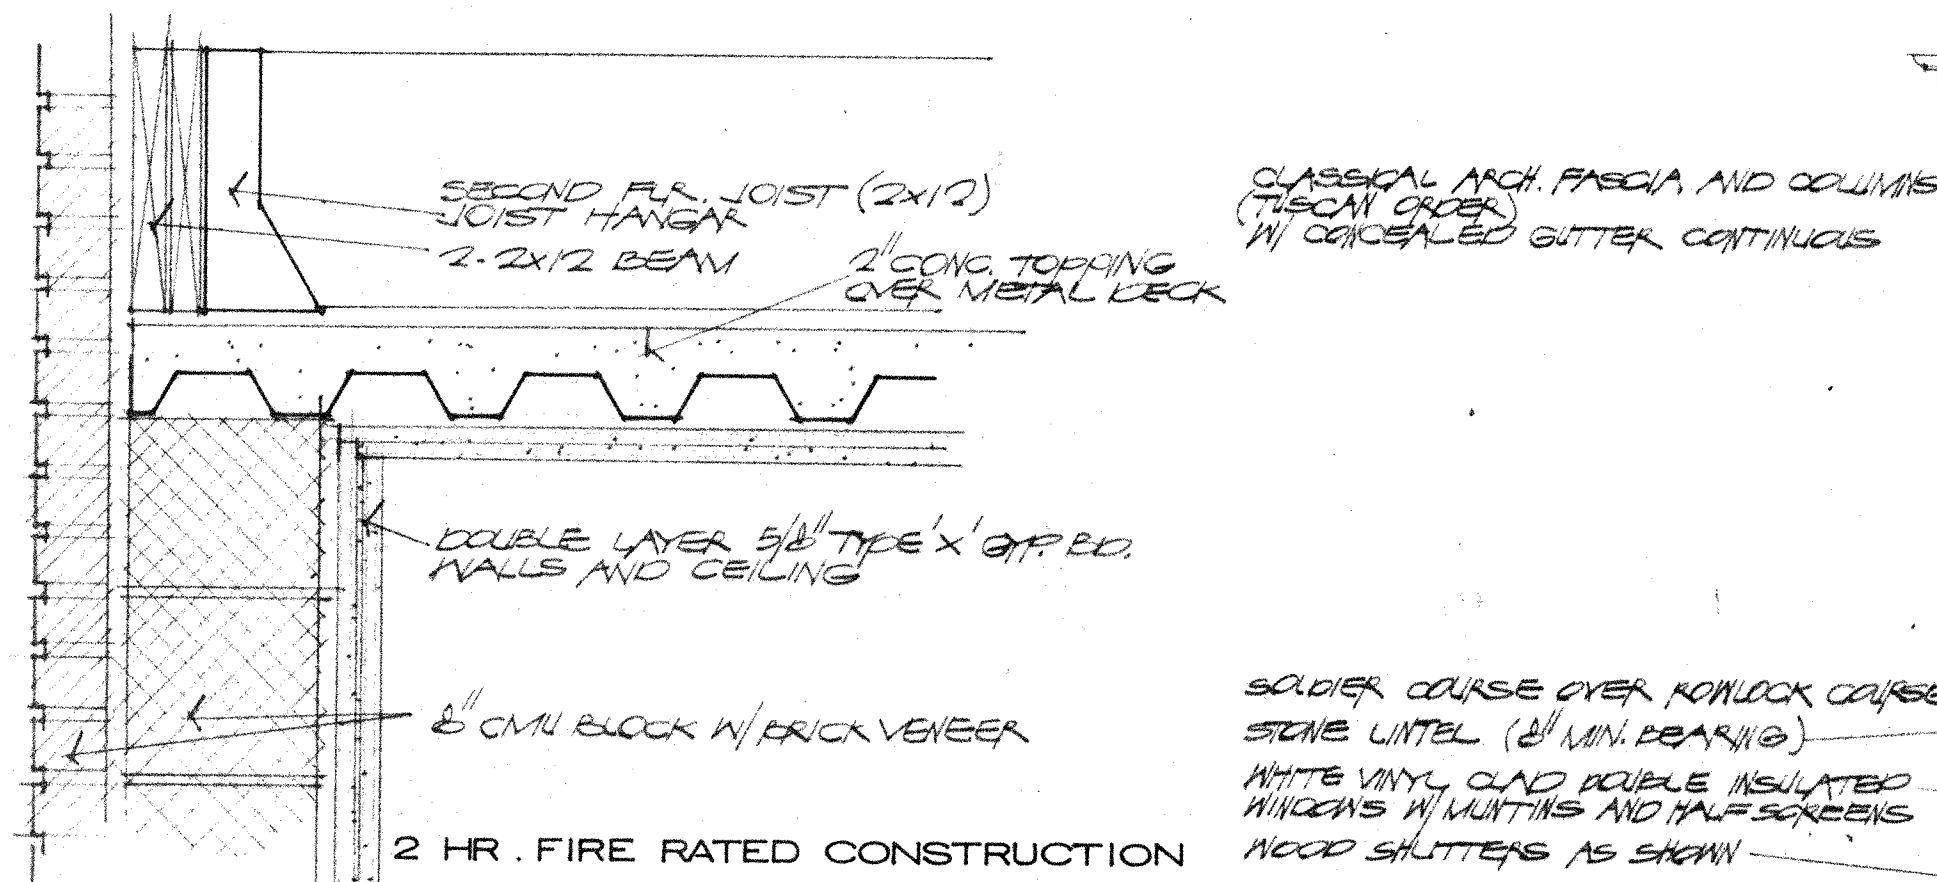 SECOND FLR. JOIST (2x12)
JOIST HANGAR
2-2x12 BEAM
2" CONC. TOPPING
OVER METAL DECK
DOUBLE LAYER 5/8" TYPE 'X' GYP. BD.
WALLS AND CEILING
8" CMU BLOCK W/ BRICK VENEER
2 HR. FIRE RATED CONSTRUCTION
CLASSICAL ARCH. FASCIA AND COLUMNS
(TUSCAN ORDER)
W/ CONCEALED GUTTER CONTINUOUS
SOLDIER COURSE OVER ROWLOCK COURSE
STONE LINTEL (8" MIN. BEARING)
WHITE VINYL CLAD DOUBLE INSULATED
WINDOWS W/ MUNTINS AND HALF SCREENS
WOOD SHUTTERS AS SHOWN